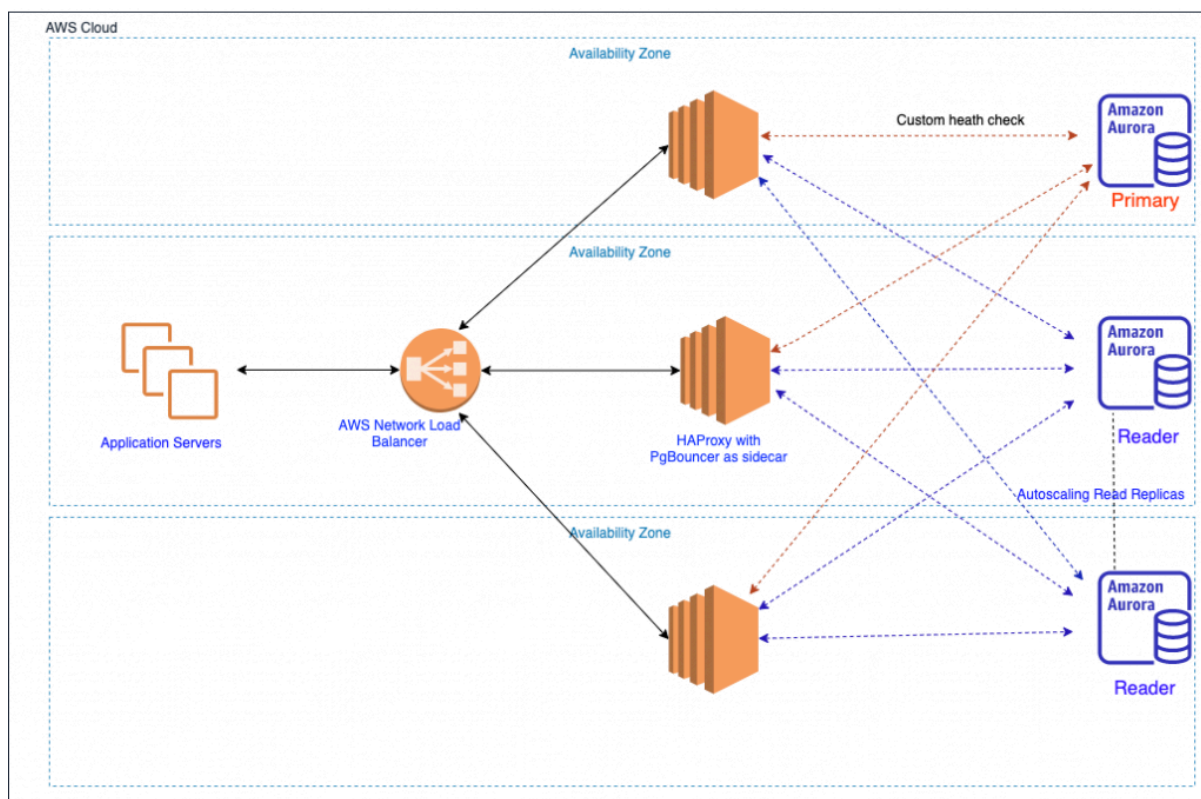 AWS Cloud
Availability Zone
Custom heath check
Amazon
Aurora
Primary
Availability Zone
Amazon
Aurora
Application Servers
AWS Network Load
Balancer
HAProxy with
PgBouncer as sidecar
Reader
Autoscaling Read Replicas
Availability Zone
Amazon
Aurora
Reader